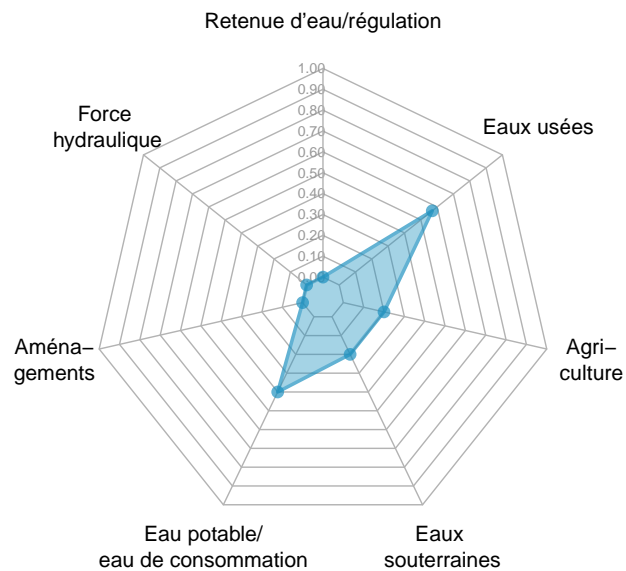 Retenue d'eau/régulation
1.00
0.90
0.80
0.70
0.60
0.50
0.40
0.30
0.20
0.10
0.00
Force
hydraulique
Eaux usées
Aména–
gements
Agri–
culture
Eau potable/
eau de consommation
Eaux
souterraines